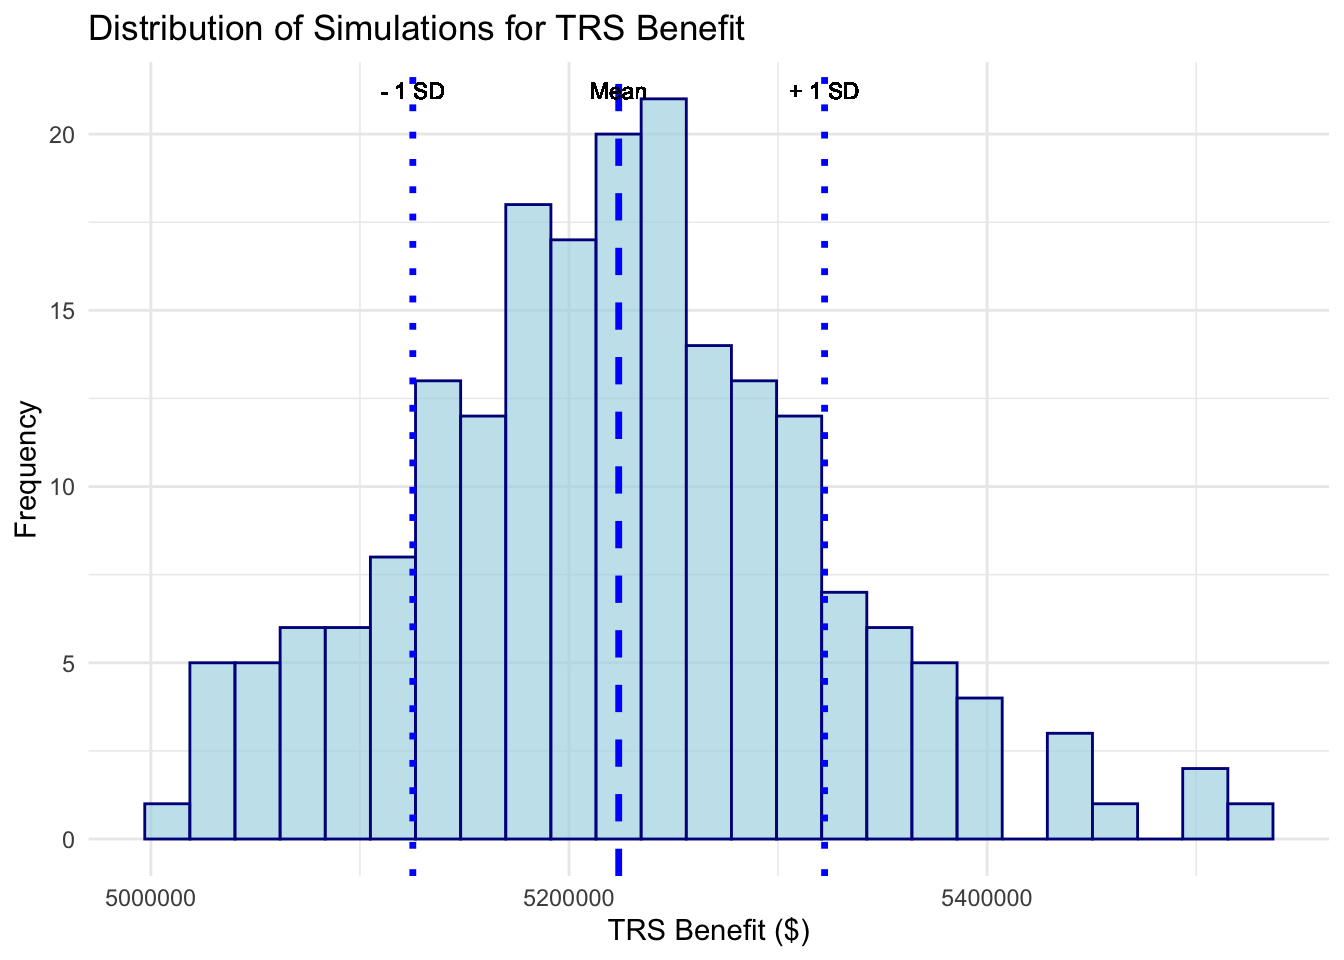 Distribution of Simulations for TRS Benefit
- 1 SD
Mean
+ 1 SD
20
15
10
5
0
Frequency
5000000
5200000
5400000
TRS Benefit ($)